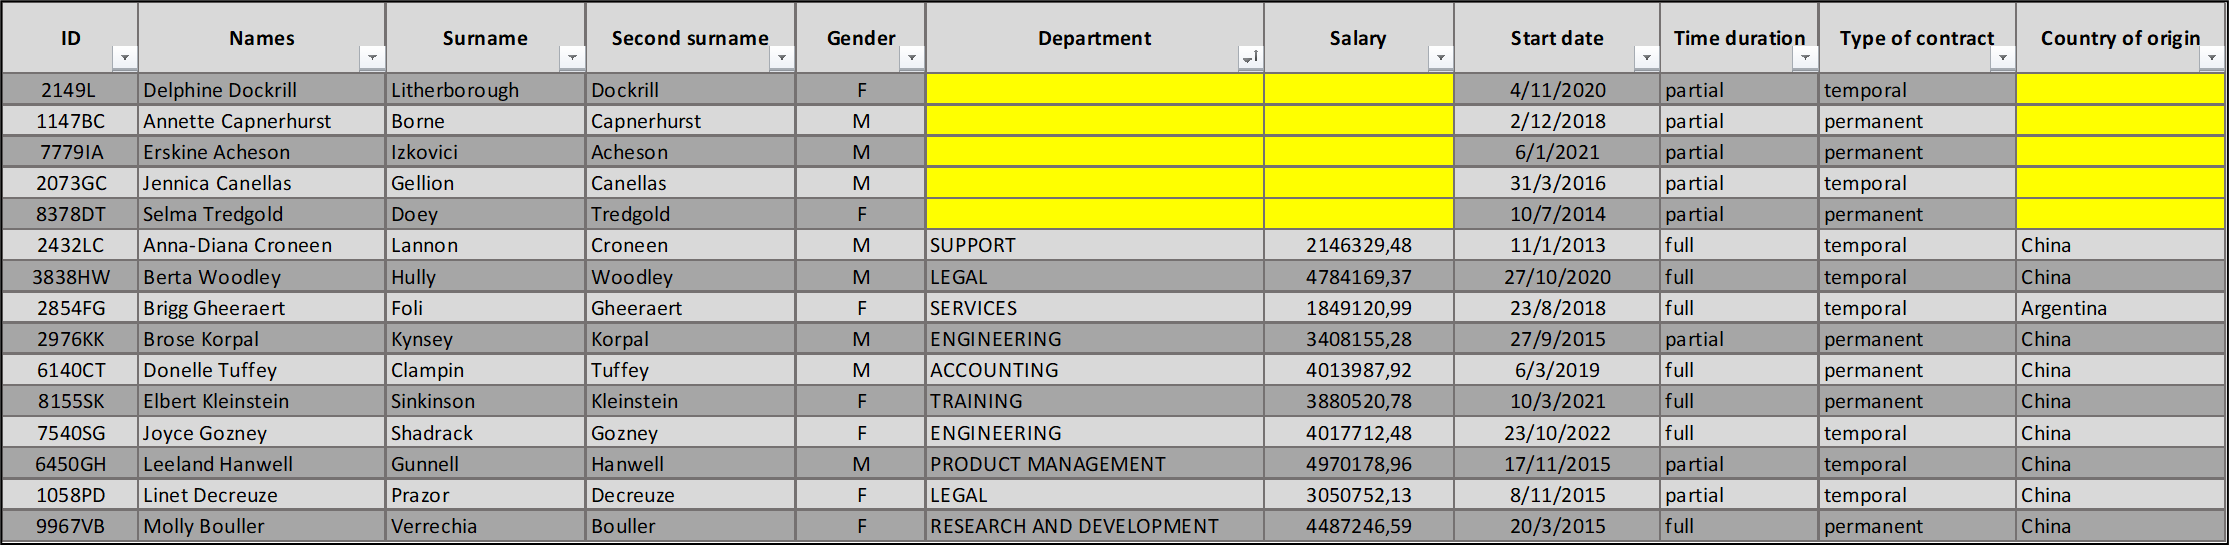 ID Names Surname Second surname Gender Department Salary Start date Time duration Type of contract Country of origin
2149L Delphine Dockrill Litherborough Dockrill F 4/11/2020 partial temporal
1147BC Annette Capnerhurst Borne Capnerhurst M 2/12/2018 partial permanent
7779IA Erskine Acheson Izkovici Acheson M 6/1/2021 partial permanent
2073GC Jennica Canellas Gellion Canellas M 31/3/2016 partial temporal
8378DT Selma Tredgold Doey Tredgold F 10/7/2014 partial permanent
2432LC Anna-Diana Croneen Lannon Croneen M SUPPORT 2146329,48 11/1/2013 full temporal China
3838HW Berta Woodley Hully Woodley M LEGAL 4784169,37 27/10/2020 full temporal China
2854FG Brigg Gheeraert Foli Gheeraert F SERVICES 1849120,99 23/8/2018 full temporal Argentina
2976KK Brose Korpal Kynsey Korpal M ENGINEERING 3408155,28 27/9/2015 partial permanent China
6140CT Donelle Tuffey Clampin Tuffey M ACCOUNTING 4013987,92 6/3/2019 full permanent China
8155SK Elbert Kleinstein Sinkinson Kleinstein F TRAINING 3880520,78 10/3/2021 full permanent China
7540SG Joyce Gozney Shadrack Gozney F ENGINEERING 4017712,48 23/10/2022 full temporal China
6450GH Leeland Hanwell Gunnell Hanwell M PRODUCT MANAGEMENT 4970178,96 17/11/2015 partial temporal China
1058PD Linet Decreuze Prazor Decreuze F LEGAL 3050752,13 8/11/2015 partial temporal China
9967VB Molly Bouller Verrechia Bouller F RESEARCH AND DEVELOPMENT 4487246,59 20/3/2015 full permanent China